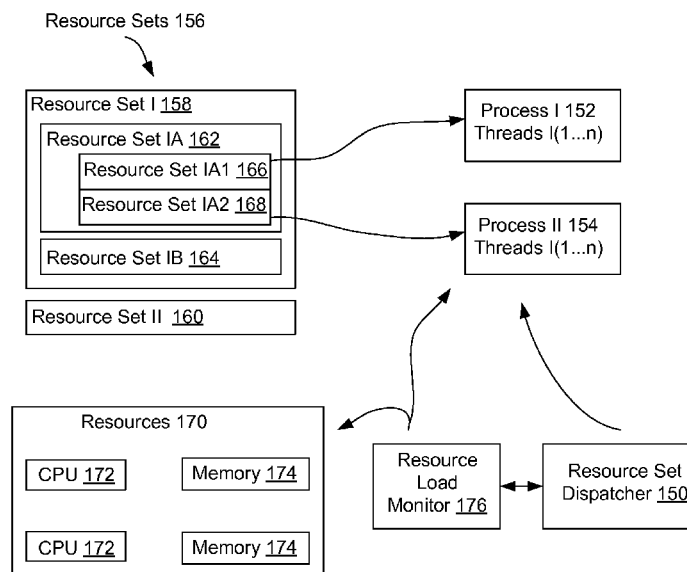 Resource Sets 156
Resource Set I 158
Resource Set IA 162
Resource Set IA1 166
Resource Set IA2 168
Resource Set IB 164
Resource Set II 160
Process I 152
Threads I(1...n)
Process II 154
Threads I(1...n)
Resources 170
CPU 172
Memory 174
CPU 172
Memory 174
Resource
Load
Monitor 176
Resource Set
Dispatcher 150